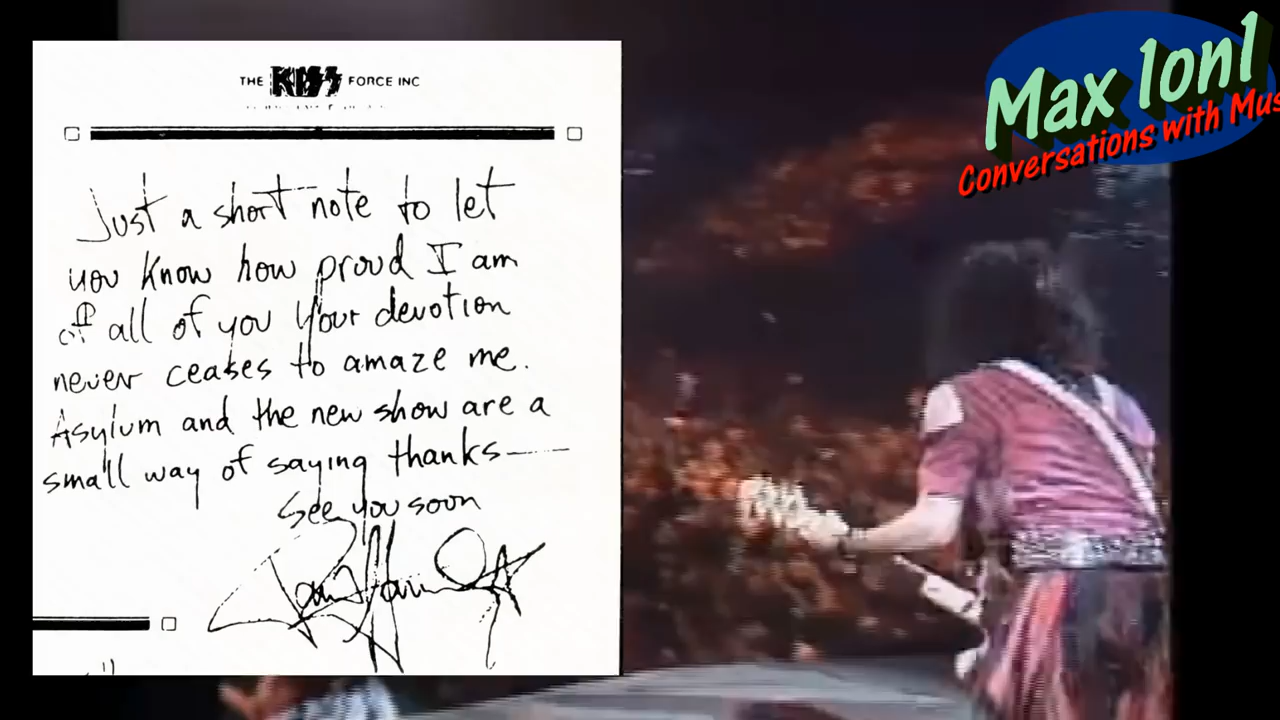 THE KISS FORCE INC
Just a short note to let
you know how proud I am
of all of you Your devotion
never ceases to amaze me.
Asylum and the new show are a
small way of saying thanks——
See you soon
Max 1on1
Conversations with Mus